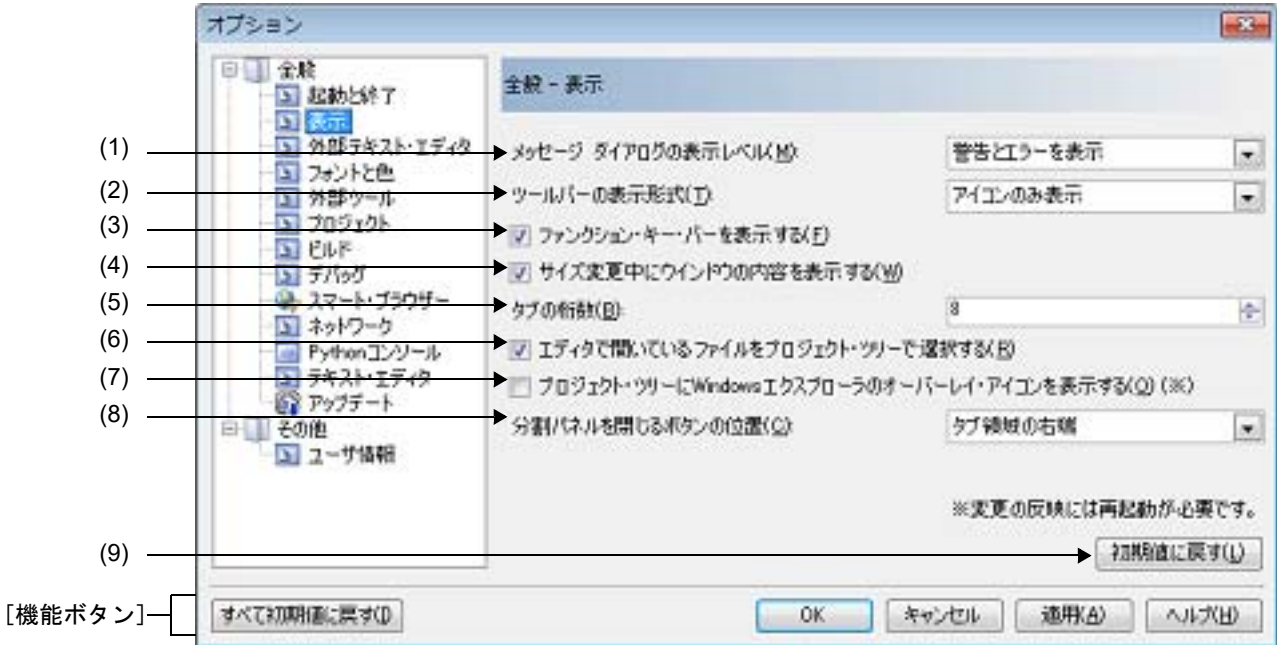 オプション
全般
起動と終了
表示
外部テキスト・エディタ
フォントと色
外部ツール
プロジェクト
ビルド
デバッグ
スマート・ブラウザー
ネットワーク
Pythonコンソール
テキスト・エディタ
アップデート
その他
ユーザ情報
全般 - 表示
(1) メッセージ ダイアログの表示レベル(M): 警告とエラーを表示
(2) ツールバーの表示形式(T): アイコンのみ表示
(3) ファンクション・キー・バーを表示する(F)
(4) サイズ変更中にウインドウの内容を表示する(W)
(5) タブの桁数(B): 8
(6) エディタで開いているファイルをプロジェクト・ツリーで選択する(R)
(7) プロジェクト・ツリーにWindowsエクスプローラのオーバーレイ・アイコンを表示する(O) (※)
(8) 分割パネルを閉じるボタンの位置(C): タブ領域の右端
※変更の反映には再起動が必要です。
(9) 初期値に戻す(L)
[機能ボタン] すべて初期値に戻す(I) OK キャンセル 適用(A) ヘルプ(H)